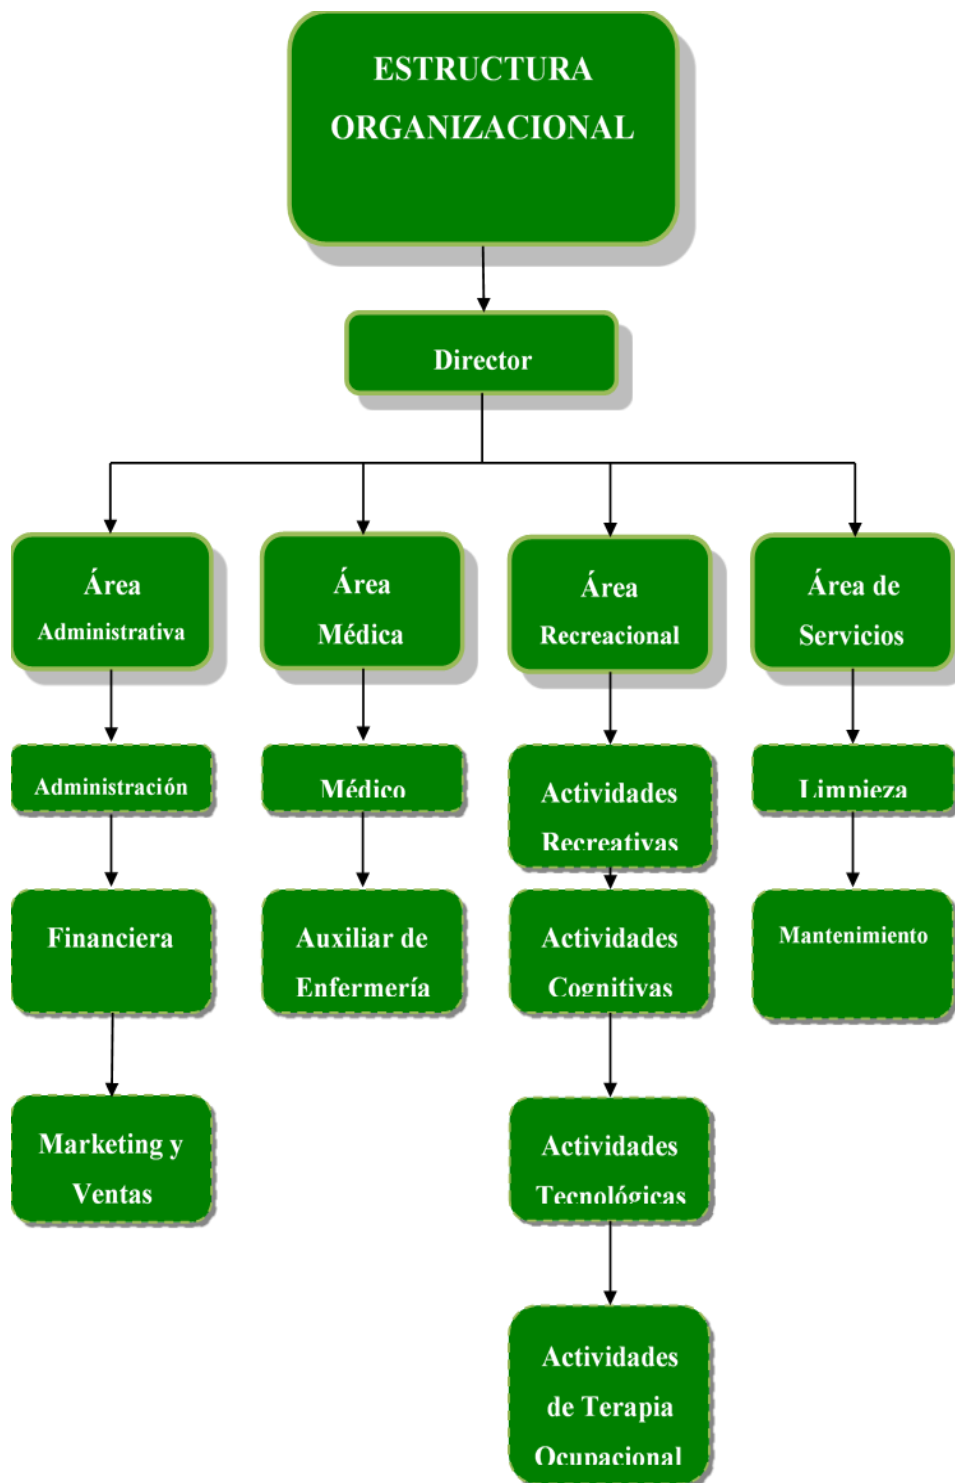 ESTRUCTURA
ORGANIZACIONAL
Director
Área
Administrativa
Área
Médica
Área
Recreacional
Área de
Servicios
Administración
Médico
Actividades
Recreativas
Limpieza
Financiera
Auxiliar de
Enfermería
Actividades
Cognitivas
Mantenimiento
Marketing y
Ventas
Actividades
Tecnológicas
Actividades
de Terapia
Ocupacional